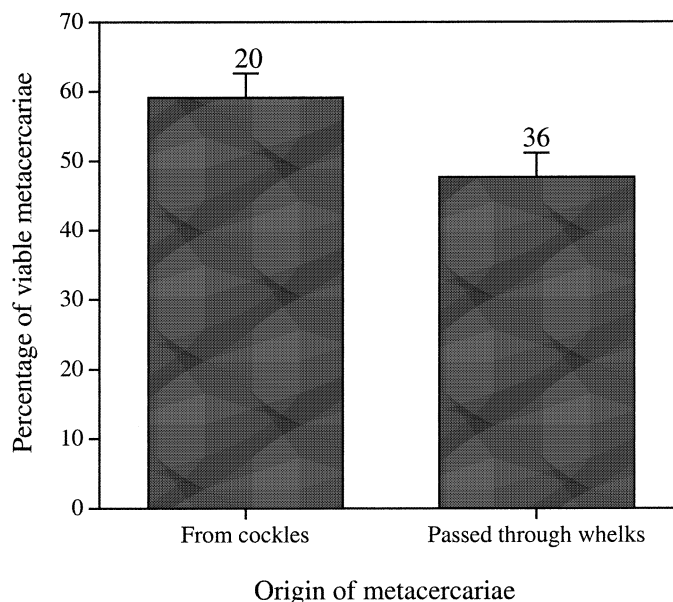 70
60
50
40
30
20
10
0
Percentage of viable metacercariae
20
36
From cockles
Passed through whelks
Origin of metacercariae